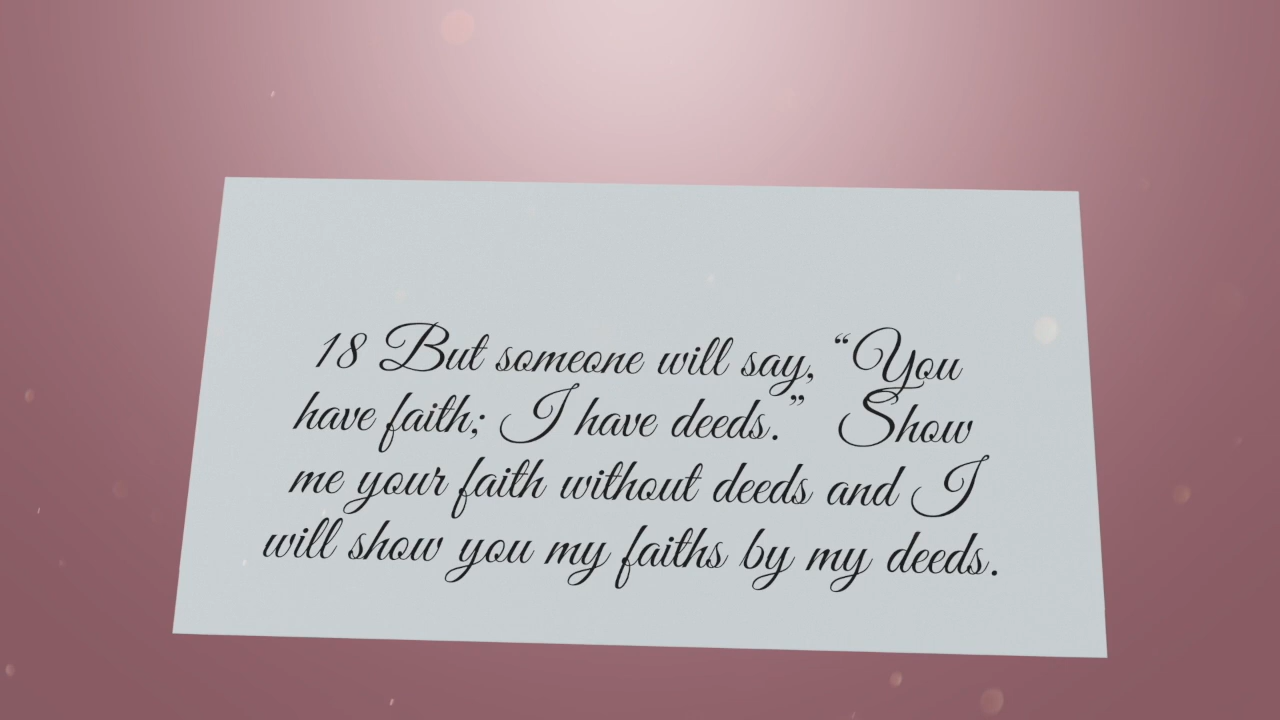 18 But someone will say, “You
have faith; I have deeds.” Show
me your faith without deeds and I
will show you my faiths by my deeds.